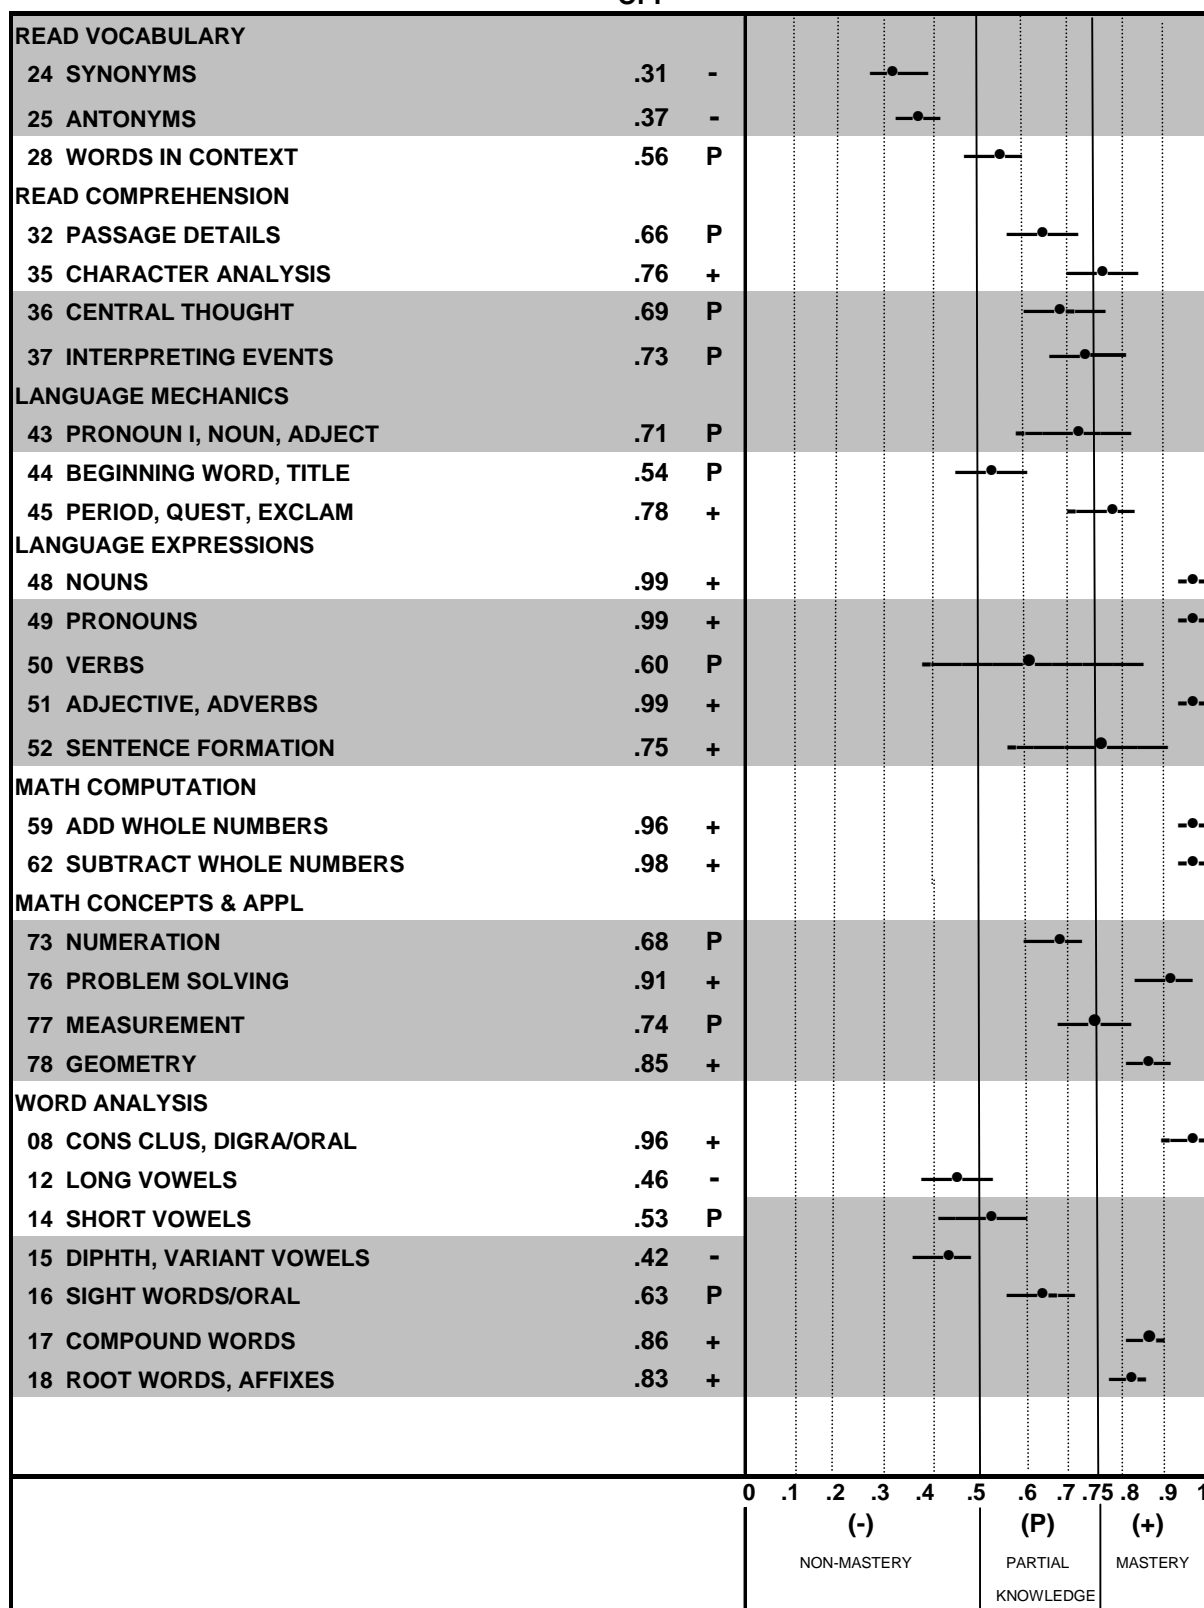 READ VOCABULARY
24 SYNONYMS .31 -
25 ANTONYMS .37 -
28 WORDS IN CONTEXT .56 P
READ COMPREHENSION
32 PASSAGE DETAILS .66 P
35 CHARACTER ANALYSIS .76 +
36 CENTRAL THOUGHT .69 P
37 INTERPRETING EVENTS .73 P
LANGUAGE MECHANICS
43 PRONOUN I, NOUN, ADJECT .71 P
44 BEGINNING WORD, TITLE .54 P
45 PERIOD, QUEST, EXCLAM .78 +
LANGUAGE EXPRESSIONS
48 NOUNS .99 +
49 PRONOUNS .99 +
50 VERBS .60 P
51 ADJECTIVE, ADVERBS .99 +
52 SENTENCE FORMATION .75 +
MATH COMPUTATION
59 ADD WHOLE NUMBERS .96 +
62 SUBTRACT WHOLE NUMBERS .98 +
MATH CONCEPTS & APPL
73 NUMERATION .68 P
76 PROBLEM SOLVING .91 +
77 MEASUREMENT .74 P
78 GEOMETRY .85 +
WORD ANALYSIS
08 CONS CLUS, DIGRA/ORAL .96 +
12 LONG VOWELS .46 -
14 SHORT VOWELS .53 P
15 DIPHTH, VARIANT VOWELS .42 -
16 SIGHT WORDS/ORAL .63 P
17 COMPOUND WORDS .86 +
18 ROOT WORDS, AFFIXES .83 +
0 .1 .2 .3 .4 .5 .6 .7 .75 .8 .9 1
(-) (P) (+)
NON-MASTERY PARTIAL MASTERY
KNOWLEDGE